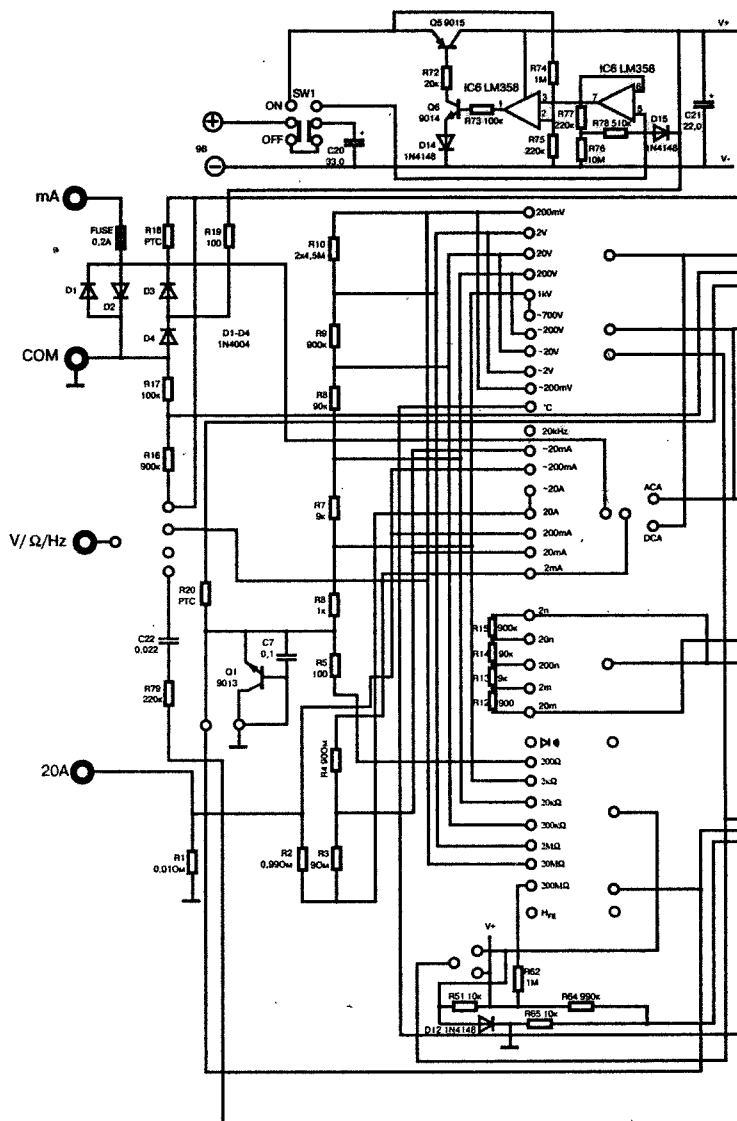 Q5 9015
V+
R72
20к
R74
1M
IC6 LM358
IC6 LM358
SW1
ON
OFF
Q6
9014
R73 100к
1
3
2
7
6
5
R77
220к
R78 510к
D15
1N4148
C21
22,0
+
C20
33,0
+
D14
1N4148
R75
220к
R76
10M
V-
mA
FUSE
0,2A
R18
PTC
R19
100
R10
2x4,5M
200mV
2V
20V
200V
1kV
~700V
~200V
~20V
~2V
~200mV
°C
20kHz
~20mA
~200mA
~20A
20A
200mA
20mA
2mA
D1
D2
D3
D4
D1-D4
1N4004
COM
R9
900к
R17
100к
R8
90к
R16
900к
R7
9к
ACA
DCA
V/Ω/Hz
R20
PTC
R8
1к
C22
0,022
C7
0,1
Q1
9013
R5
100
R15
900к
R14
90к
R13
9к
R12
900
2n
20n
200n
2m
20m
R79
220к
20A
R4 90Ом
200Ω
2кΩ
20кΩ
200кΩ
2MΩ
20MΩ
200MΩ
HFE
R1
0,01Ом
R2
0,99Ом
R3
9Ом
V+
R62
1M
R51 10к
R64 990к
R65 10к
D12 1N4148